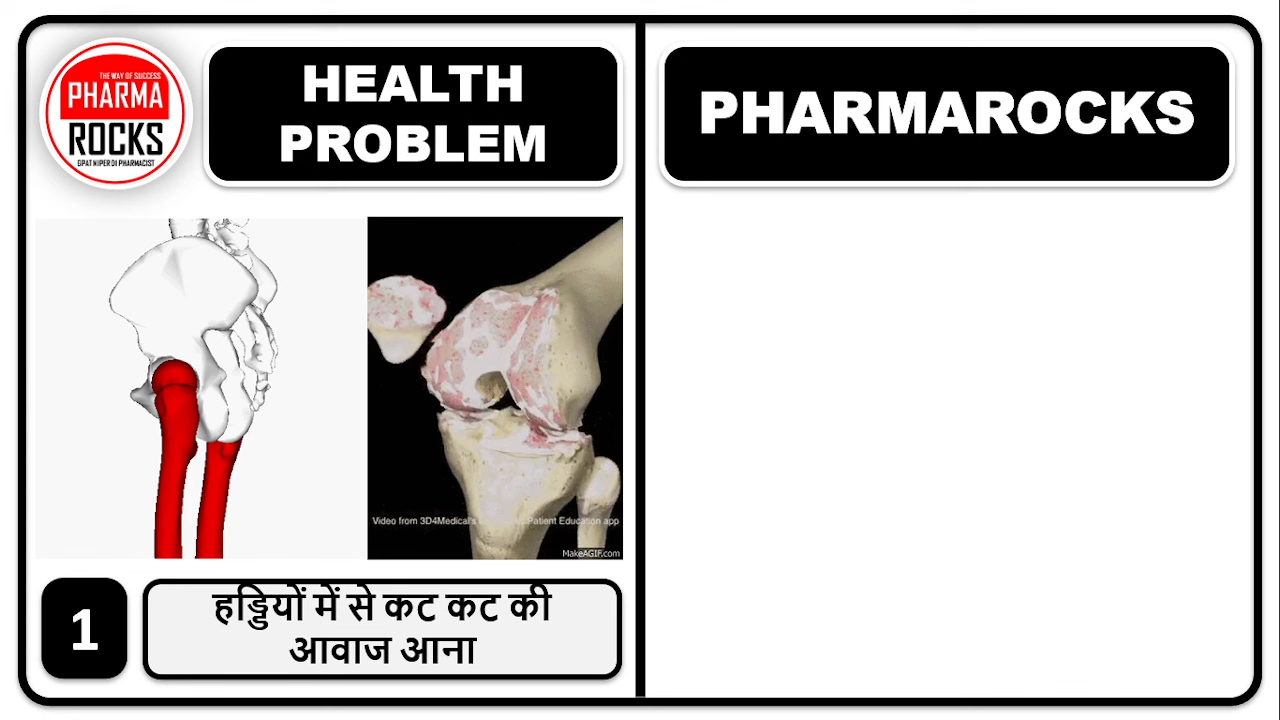 THE WAY OF SUCCESS
PHARMA
ROCKS
GPAT NIPER DI PHARMACIST
HEALTH
PROBLEM
PHARMAROCKS
Video from 3D4Medical's Patient Education app
MakeAGIF.com
1
हड्डियों में से कट कट की
आवाज आना